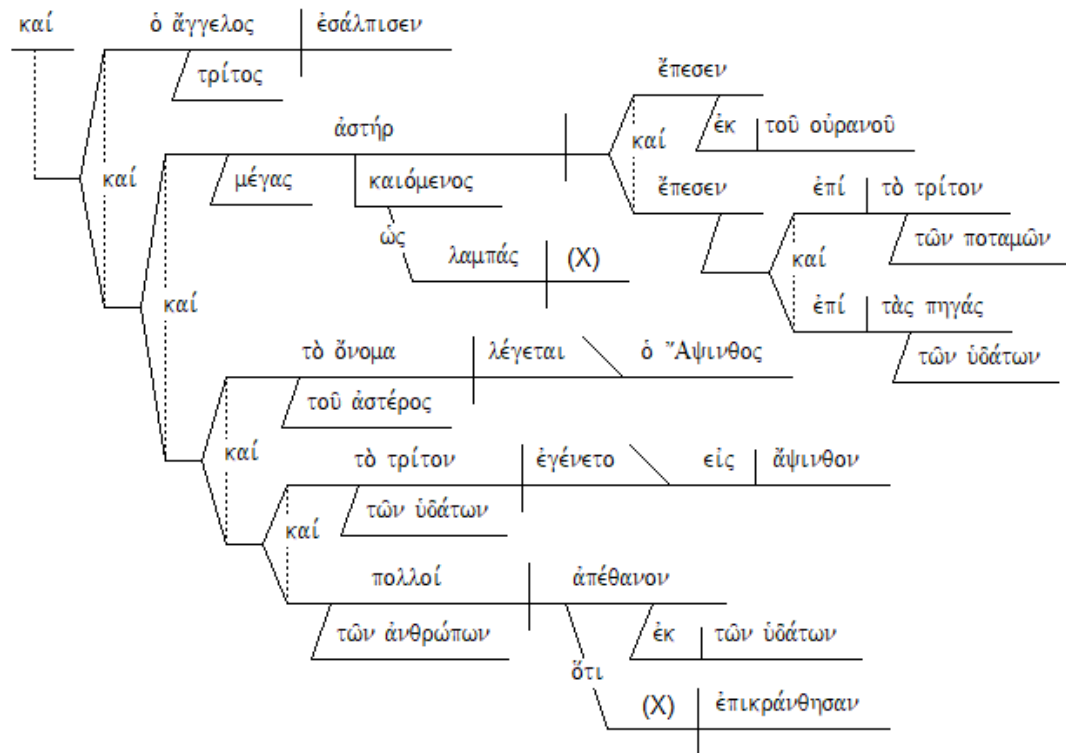 καί ὁ ἄγγελος ἐσάλπισεν
τρίτος
ἔπεσεν
ἀστήρ καί ἐκ τοῦ οὐρανοῦ
καί μέγας καιόμενος ἔπεσεν ἐπί τὸ τρίτον
ὡς τῶν ποταμῶν
λαμπάς (X) καί
καί ἐπί τὰς πηγάς
τὸ ὄνομα λέγεται ὁ Ἄψινθος τῶν ὑδάτων
τοῦ ἀστέρος
καί τὸ τρίτον ἐγένετο εἰς ἄψινθον
τῶν ὑδάτων
καί
πολλοί ἀπέθανον
τῶν ἀνθρώπων ἐκ τῶν ὑδάτων
ὅτι
(X) ἐπικράνθησαν